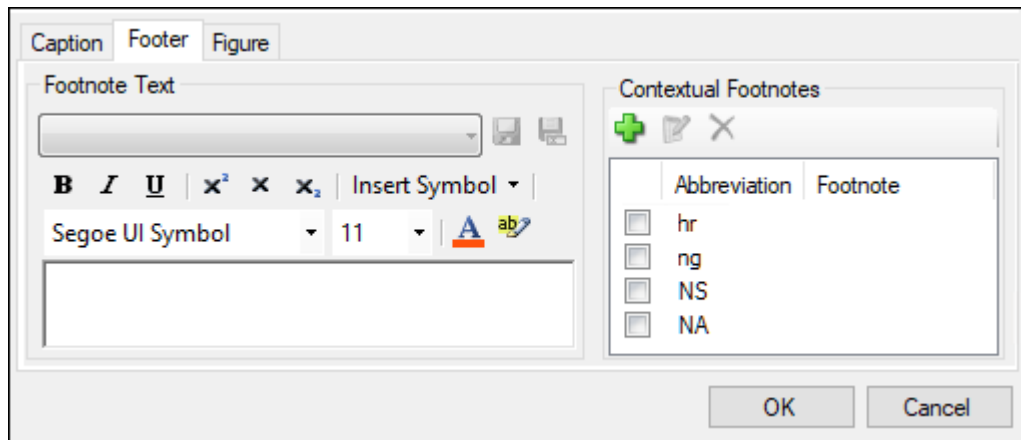 Caption Footer Figure
Footnote Text
B I U x² x x₂ Insert Symbol
Segoe UI Symbol 11 A ab
Contextual Footnotes
Abbreviation Footnote
hr
ng
NS
NA
OK Cancel